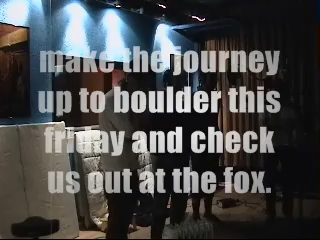 make the journey
up to boulder this
friday and check
us out at the fox.